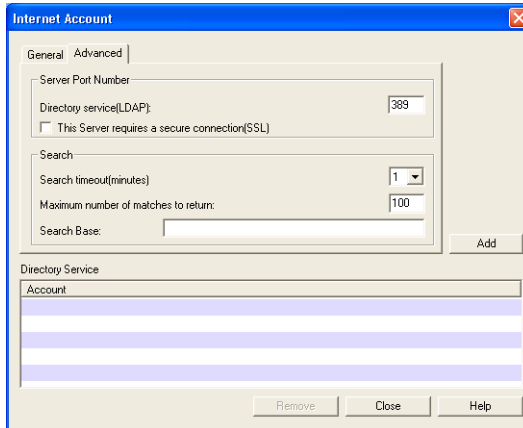 Internet Account
General Advanced
Server Port Number
Directory service(LDAP): 389
This Server requires a secure connection(SSL)
Search
Search timeout(minutes) 1
Maximum number of matches to return: 100
Search Base:
Add
Directory Service
Account
Remove Close Help